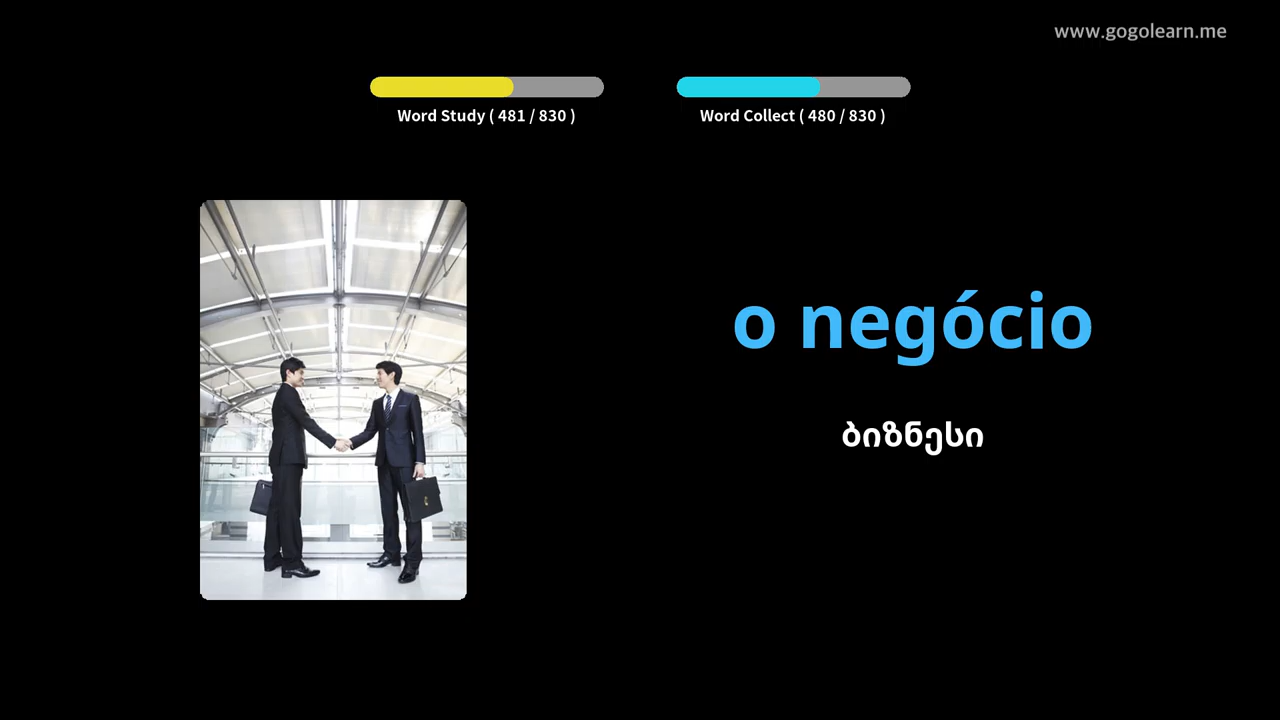 www.gogolearn.me
Word Study ( 481 / 830 )
Word Collect ( 480 / 830 )
o negócio
ბიზნესი